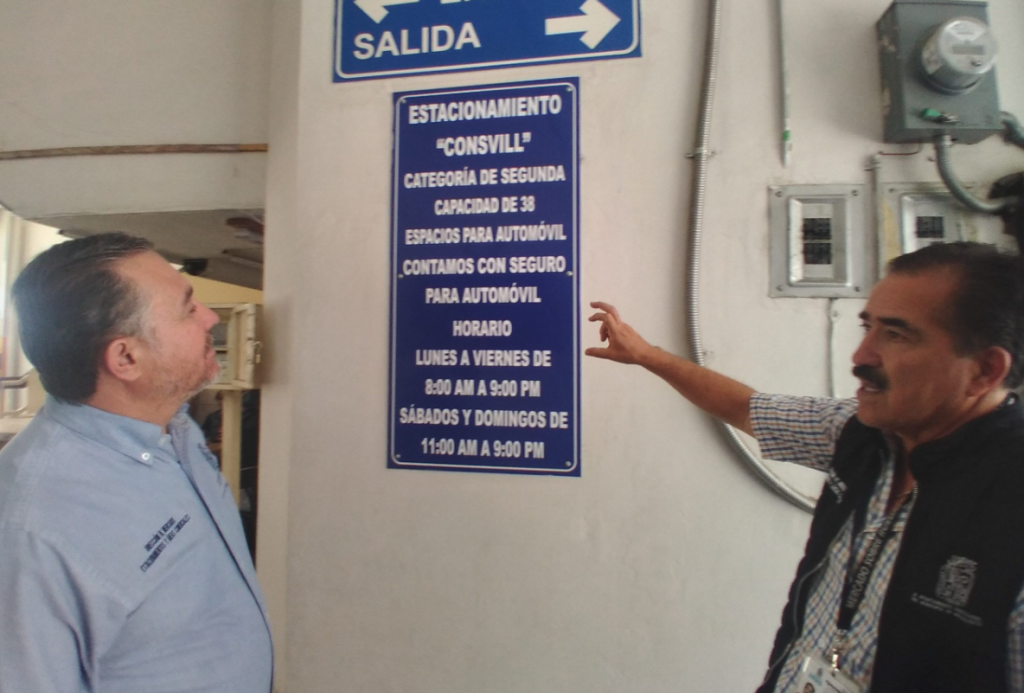 SALIDA
ESTACIONAMIENTO
"CONSVILL"
CATEGORÍA DE SEGUNDA
CAPACIDAD DE 38
ESPACIOS PARA AUTOMÓVIL
CONTAMOS CON SEGURO
PARA AUTOMÓVIL
HORARIO
LUNES A VIERNES DE
8:00 AM A 9:00 PM
SÁBADOS Y DOMINGOS DE
11:00 AM A 9:00 PM